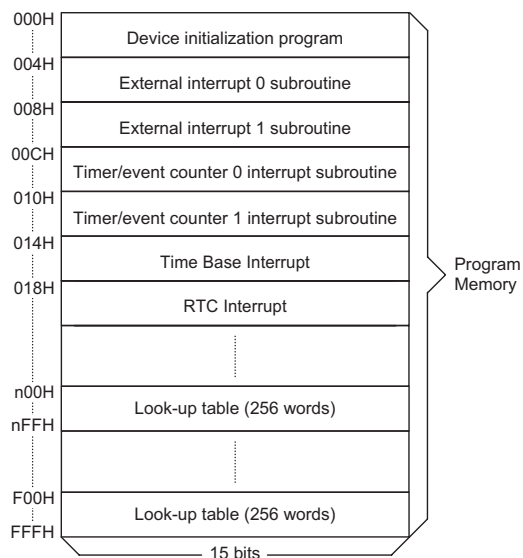 000H
Device initialization program
004H
External interrupt 0 subroutine
008H
External interrupt 1 subroutine
00CH
Timer/event counter 0 interrupt subroutine
010H
Timer/event counter 1 interrupt subroutine
014H
Time Base Interrupt
018H
RTC Interrupt
Program
Memory
n00H
Look-up table (256 words)
nFFH
F00H
Look-up table (256 words)
FFFH
15 bits